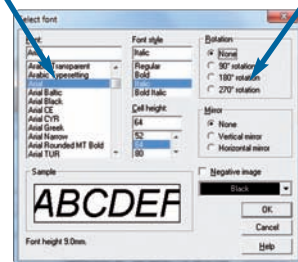 Select font
Font:
Arial
Arabic Transparent
Arabic Typesetting
Arial
Arial Baltic
Arial Black
Arial CE
Arial CYR
Arial Greek
Arial Narrow
Arial Rounded MT Bold
Arial TUR
Font style
Italic
Regular
Bold
Italic
Bold Italic
Cell height:
64
52
64
80
Rotation
None
90° rotation
180° rotation
270° rotation
Mirror
None
Vertical mirror
Horizontal mirror
Sample
ABCDEF
Font height 9.0mm.
Negative image
Black
OK
Cancel
Help